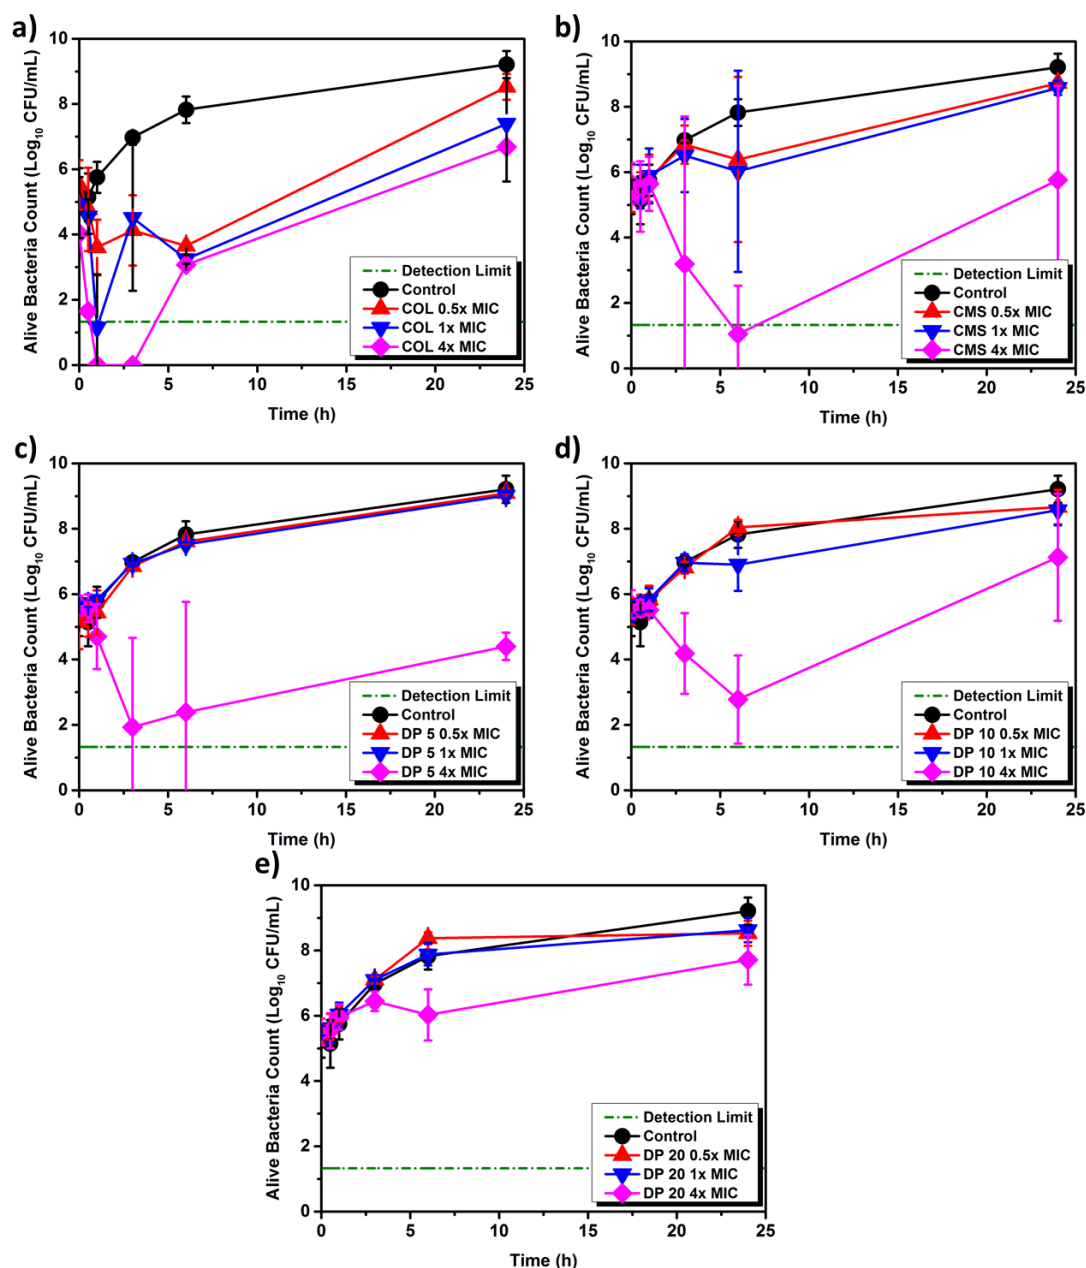 a)
10
8
6
4
2
0
Alive Bacteria Count (Log10 CFU/mL)
Detection Limit
Control
COL 0.5x MIC
COL 1x MIC
COL 4x MIC
0 5 10 15 20 25
Time (h)
b)
10
8
6
4
2
0
Alive Bacteria Count (Log10 CFU/mL)
Detection Limit
Control
CMS 0.5x MIC
CMS 1x MIC
CMS 4x MIC
0 5 10 15 20 25
Time (h)
c)
10
8
6
4
2
0
Alive Bacteria Count (Log10 CFU/mL)
Detection Limit
Control
DP 5 0.5x MIC
DP 5 1x MIC
DP 5 4x MIC
0 5 10 15 20 25
Time (h)
d)
10
8
6
4
2
0
Alive Bacteria Count (Log10 CFU/mL)
Detection Limit
Control
DP 10 0.5x MIC
DP 10 1x MIC
DP 10 4x MIC
0 5 10 15 20 25
Time (h)
e)
10
8
6
4
2
0
Alive Bacteria Count (Log10 CFU/mL)
Detection Limit
Control
DP 20 0.5x MIC
DP 20 1x MIC
DP 20 4x MIC
0 5 10 15 20 25
Time (h)